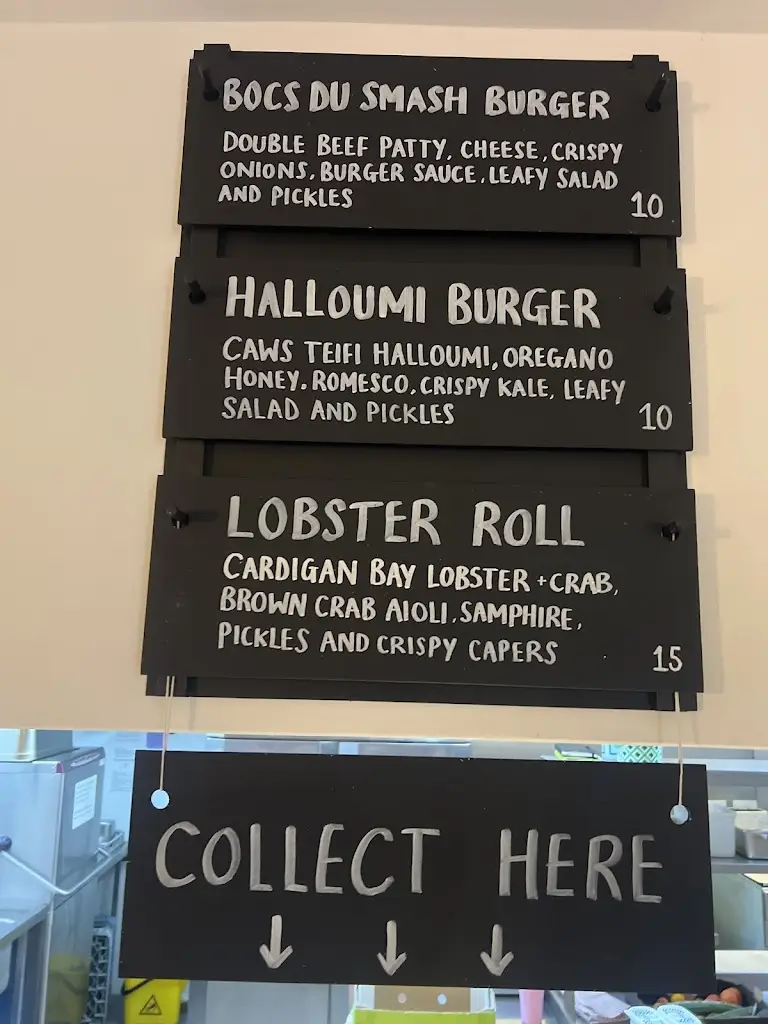 BOCS DU SMASH BURGER
DOUBLE BEEF PATTY, CHEESE, CRISPY
ONIONS, BURGER SAUCE, LEAFY SALAD
AND PICKLES
10
HALLOUMI BURGER
CAWS TEIFI HALLOUMI, OREGANO
HONEY, ROMESCO, CRISPY KALE, LEAFY
SALAD AND PICKLES
10
LOBSTER ROLL
CARDIGAN BAY LOBSTER + CRAB,
BROWN CRAB AIOLI, SAMPHIRE,
PICKLES AND CRISPY CAPERS
15
COLLECT HERE
↓ ↓ ↓